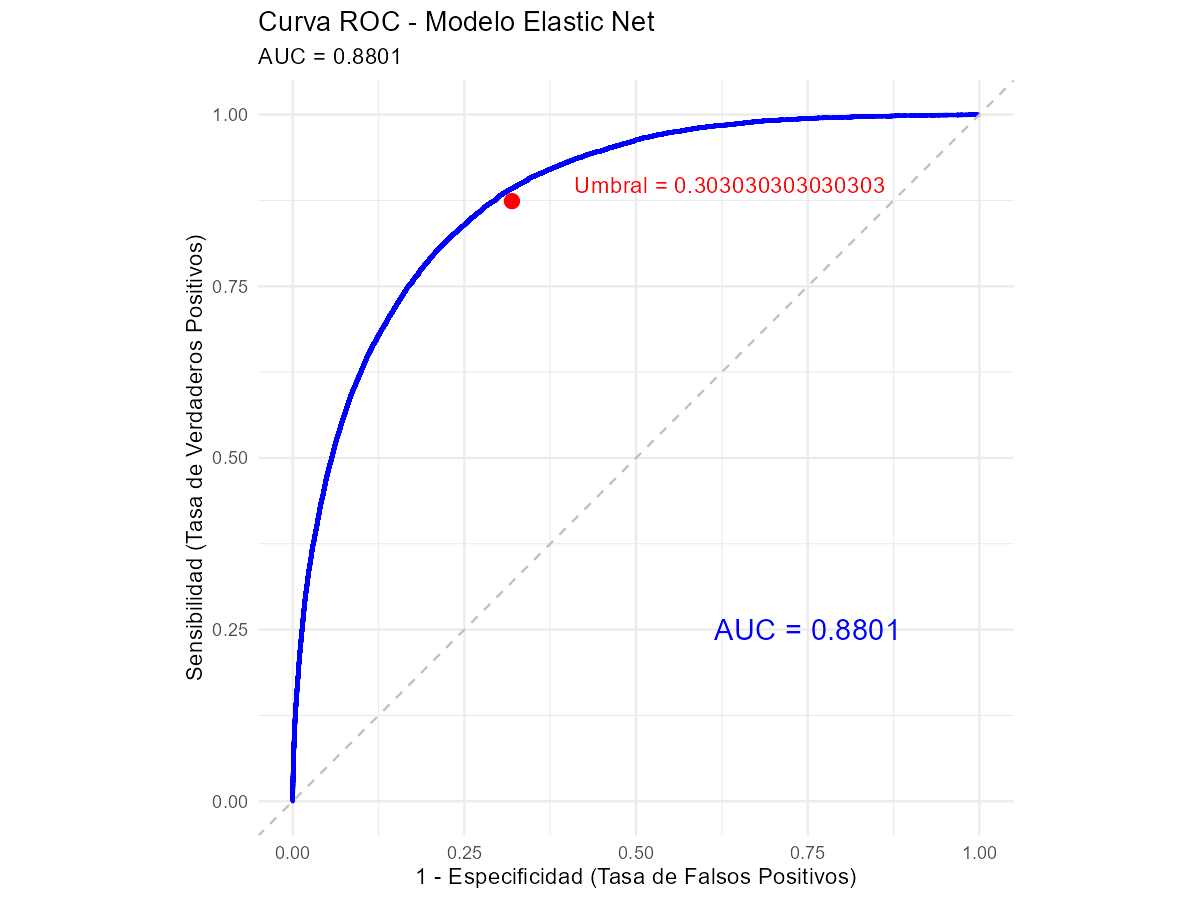 Curva ROC - Modelo Elastic Net
AUC = 0.8801
1.00
Umbral = 0.303030303030303
0.75
Sensibilidad (Tasa de Verdaderos Positivos)
0.50
0.25
AUC = 0.8801
0.00
0.00 0.25 0.50 0.75 1.00
1 - Especificidad (Tasa de Falsos Positivos)